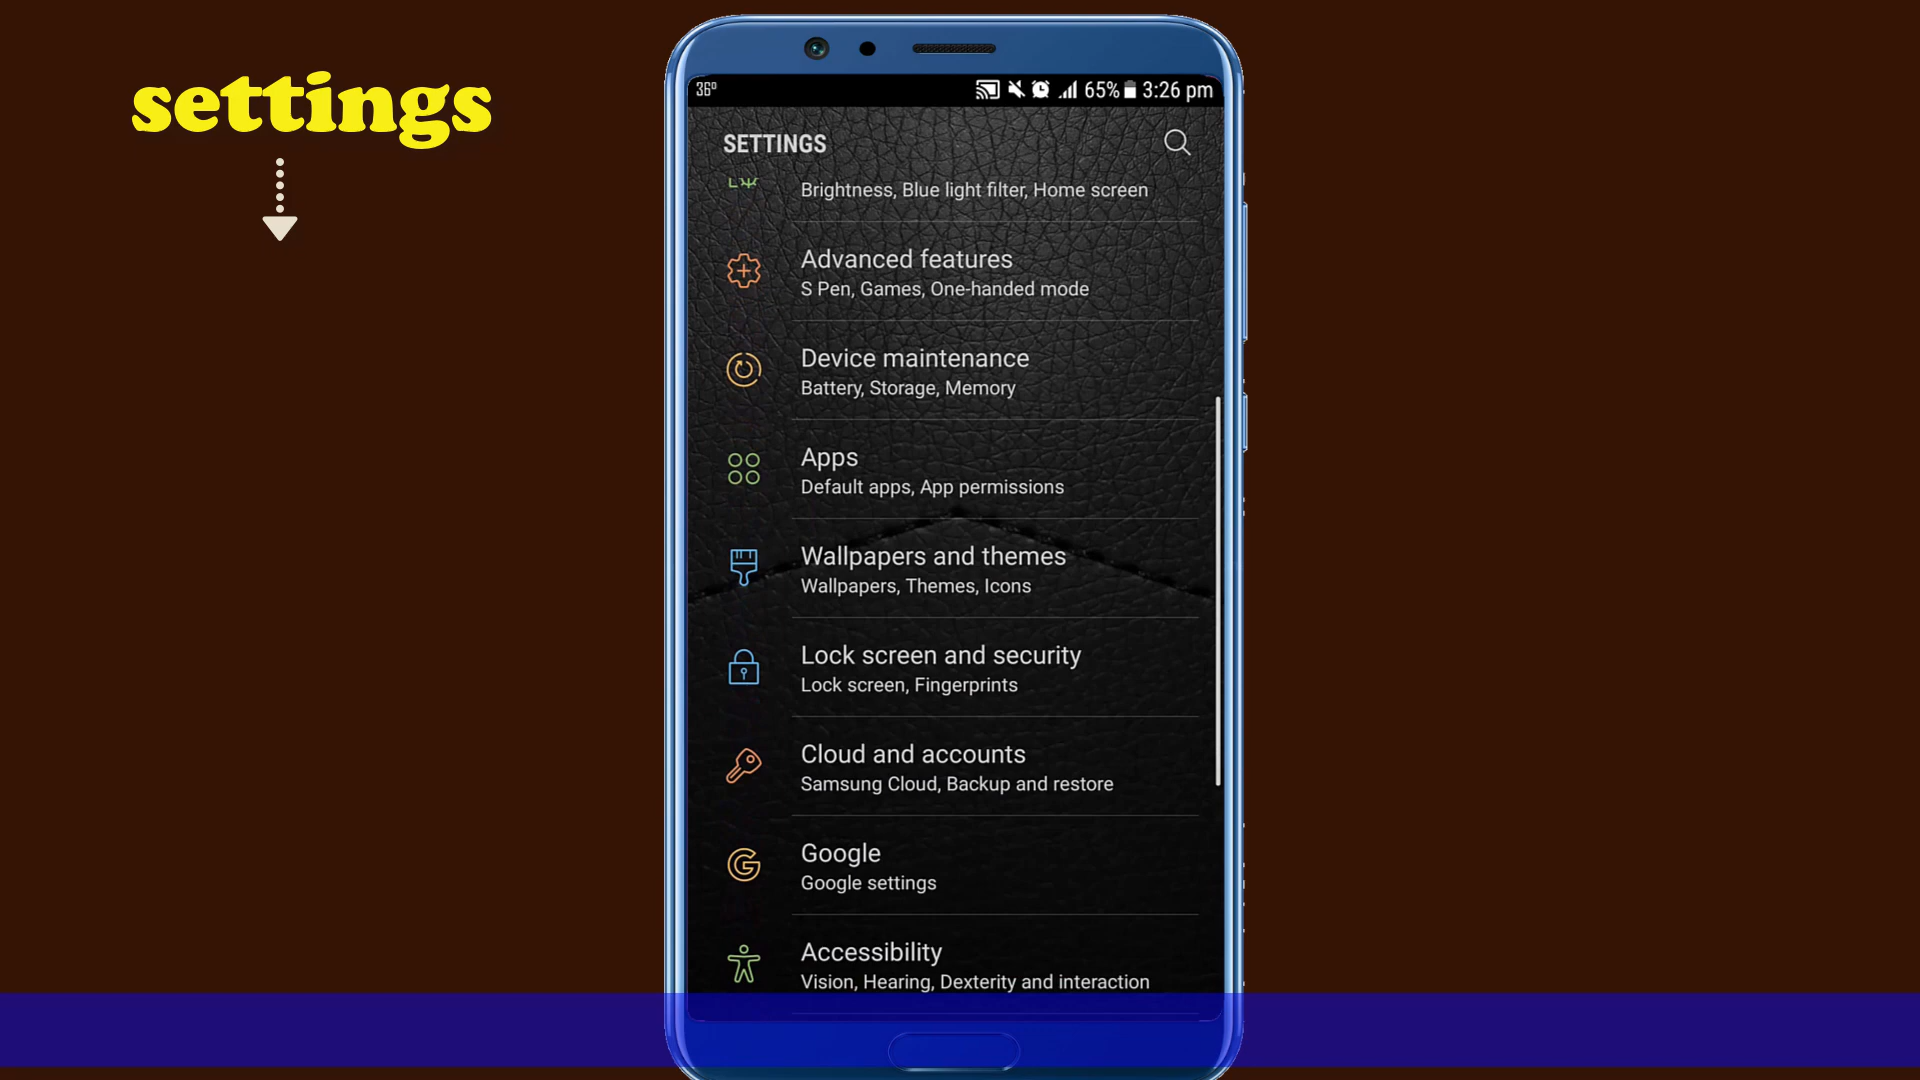 settings
36°
65% 3:26 pm
SETTINGS
Brightness, Blue light filter, Home screen
Advanced features
S Pen, Games, One-handed mode
Device maintenance
Battery, Storage, Memory
Apps
Default apps, App permissions
Wallpapers and themes
Wallpapers, Themes, Icons
Lock screen and security
Lock screen, Fingerprints
Cloud and accounts
Samsung Cloud, Backup and restore
Google
Google settings
Accessibility
Vision, Hearing, Dexterity and interaction